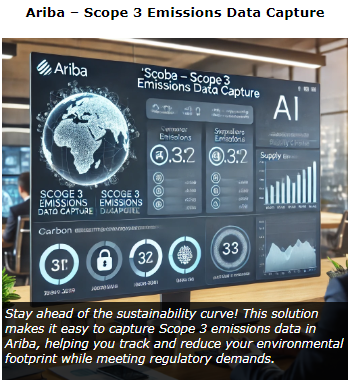 Ariba – Scope 3 Emissions Data Capture
Ariba
'Scoba – Scope 3
Emissions Data Capture
AI
Emissions
Emissions
3.2
3.2
Supply
SCOGE 3
EMISSIONS
DATA CAPTURE
SCOGE 3
EMISSIONS
Carbon
31
32
33
Stay ahead of the sustainability curve! This solution
makes it easy to capture Scope 3 emissions data in
Ariba, helping you track and reduce your environmental
footprint while meeting regulatory demands.